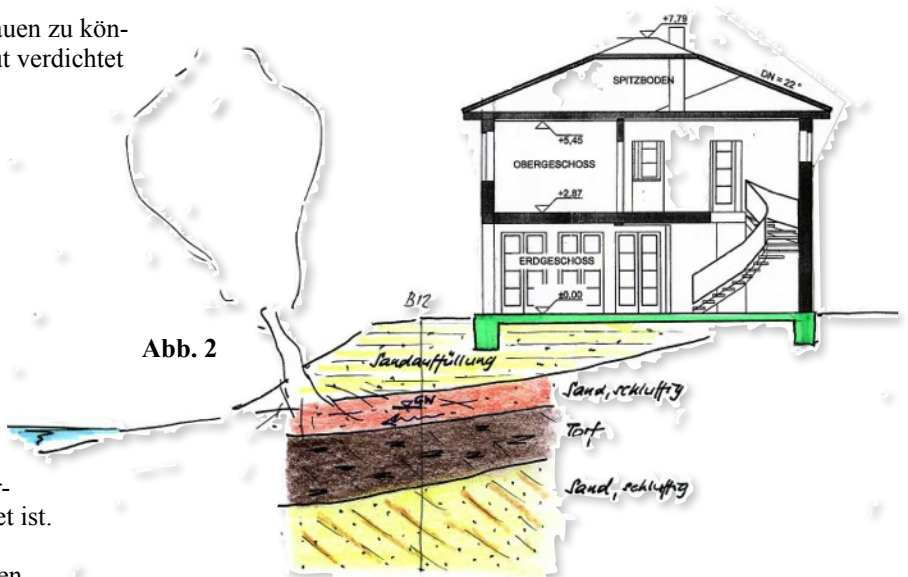 auen zu kön-
ut verdichtet
+7,79
SPITZBODEN
DN = 22°
+5,45
OBERGESCHOSS
+2,87
ERDGESCHOSS
±0,00
B12
Abb. 2
Sandauffüllung
Sand, schluffig
GW
Torf
Sand, schluffig
r-
et ist.
en